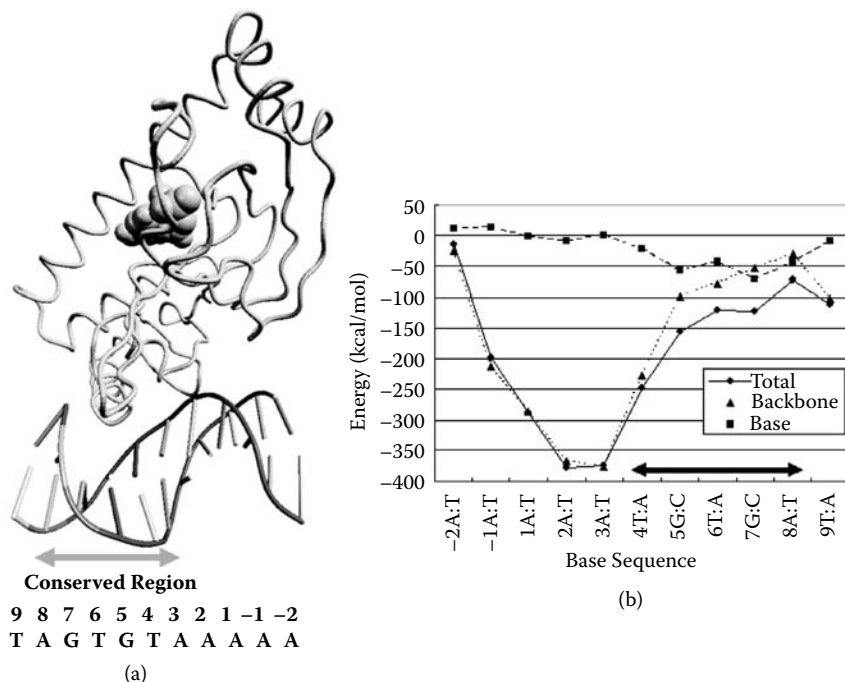 Conserved Region
9 8 7 6 5 4 3 2 1 –1 –2
T A G T G T A A A A A
(a)
50
0
–50
–100
–150
–200
–250
–300
–350
–400
Energy (kcal/mol)
Total
Backbone
Base
–2A:T
–1A:T
1A:T
2A:T
3A:T
4T:A
5G:C
6T:A
7G:C
8A:T
9T:A
Base Sequence
(b)